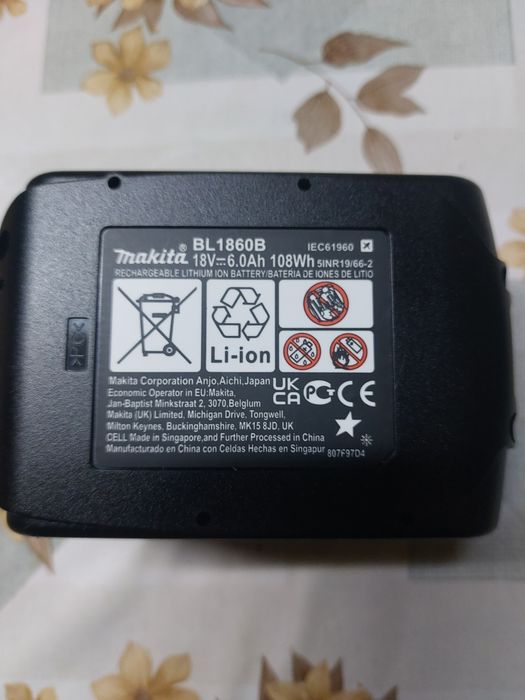 makita® BL1860B IEC61960
18V⎓6.0Ah 108Wh 5INR19/66-2
RECHARGEABLE LITHIUM ION BATTERY/BATERIA DE IONES DE LITIO
Li-ion
Makita Corporation Anjo,Aichi,Japan
Economic Operator in EU:Makita,
Jan-Baptist Minkstraat 2, 3070,Belgium
Makita (UK) Limited, Michigan Drive, Tongwell,
Milton Keynes, Buckinghamshire, MK15 8JD, UK
UK
CA CE
CELL Made in Singapore,and Further Processed in China
Manufacturado en China con Celdas Hechas en Singapur 807F97D4